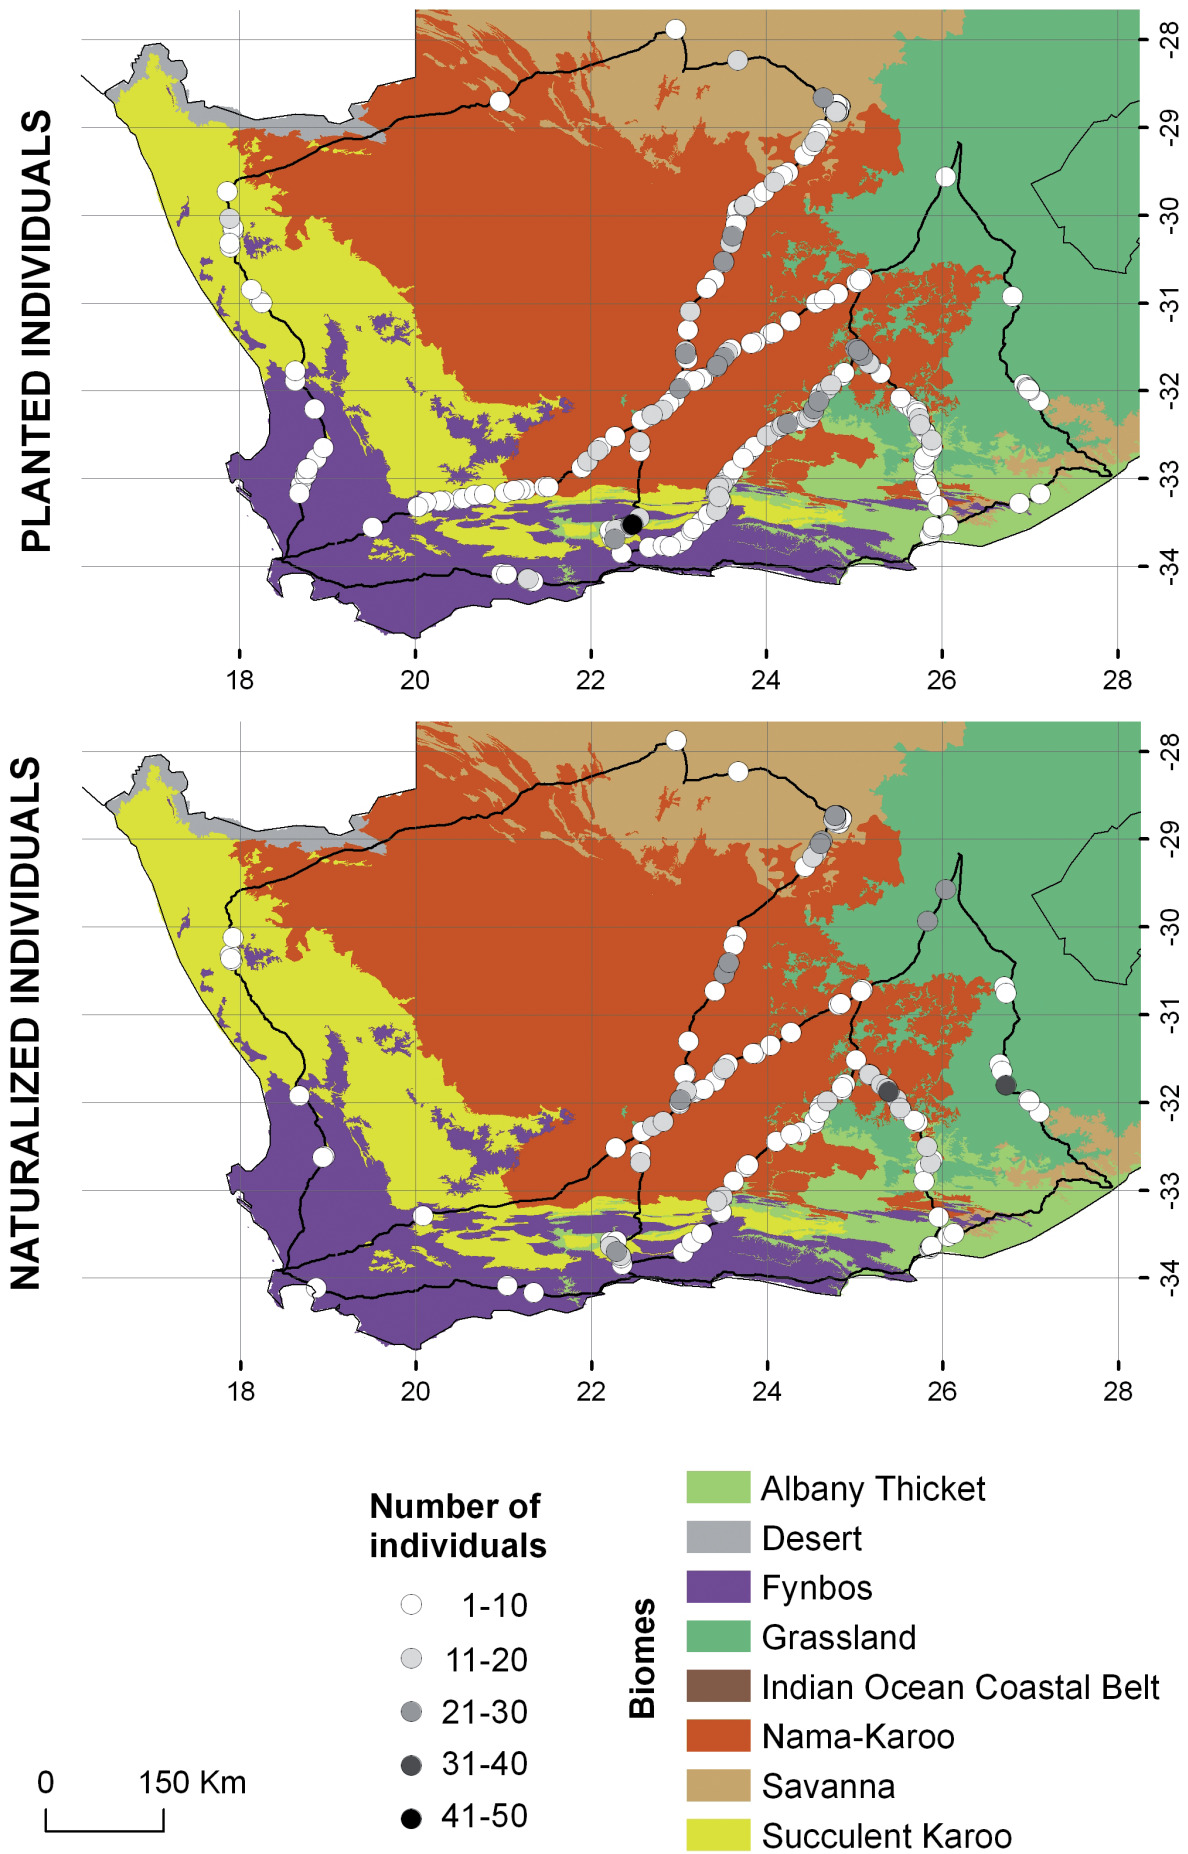 PLANTED INDIVIDUALS
-28
-29
-30
-31
-32
-33
-34
18
20
22
24
26
28
NATURALIZED INDIVIDUALS
-28
-29
-30
-31
-32
-33
-34
18
20
22
24
26
28
Number of
individuals
1-10
11-20
21-30
31-40
41-50
0
150 Km
Biomes
Albany Thicket
Desert
Fynbos
Grassland
Indian Ocean Coastal Belt
Nama-Karoo
Savanna
Succulent Karoo